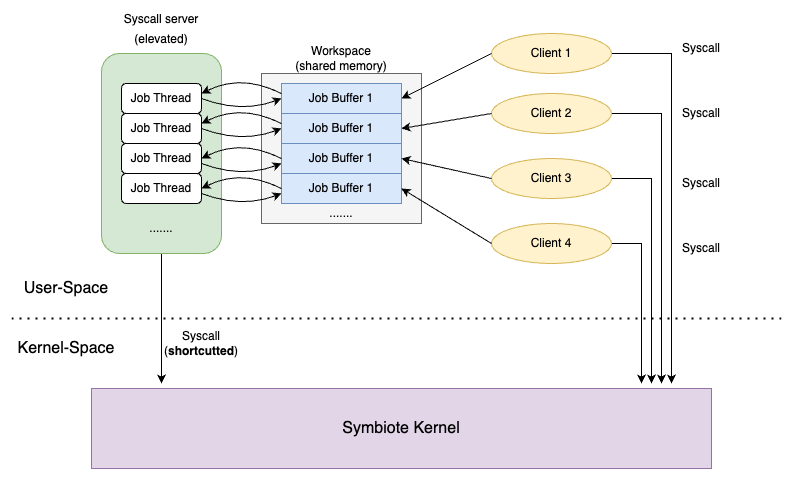 Syscall server
(elevated)
Workspace
(shared memory)
Client 1
Syscall
Job Thread
Job Buffer 1
Client 2
Syscall
Job Thread
Job Buffer 1
Job Thread
Job Buffer 1
Client 3
Syscall
Job Thread
Job Buffer 1
.......
.......
Client 4
Syscall
User-Space
Kernel-Space
Syscall
(shortcutted)
Symbiote Kernel